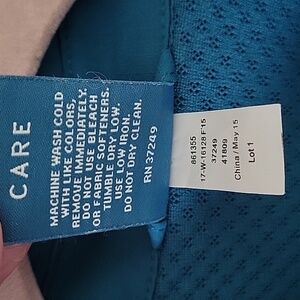 CARE
MACHINE WASH COLD
WITH LIKE COLORS,
REMOVE IMMEDIATELY.
DO NOT USE BLEACH
OR FABRIC SOFTENERS.
TUMBLE DRY LOW.
USE LOW IRON.
DO NOT DRY CLEAN.
RN 37249
861355
17-W-16128 F15
37249
41609
China / May 15
Lot 1